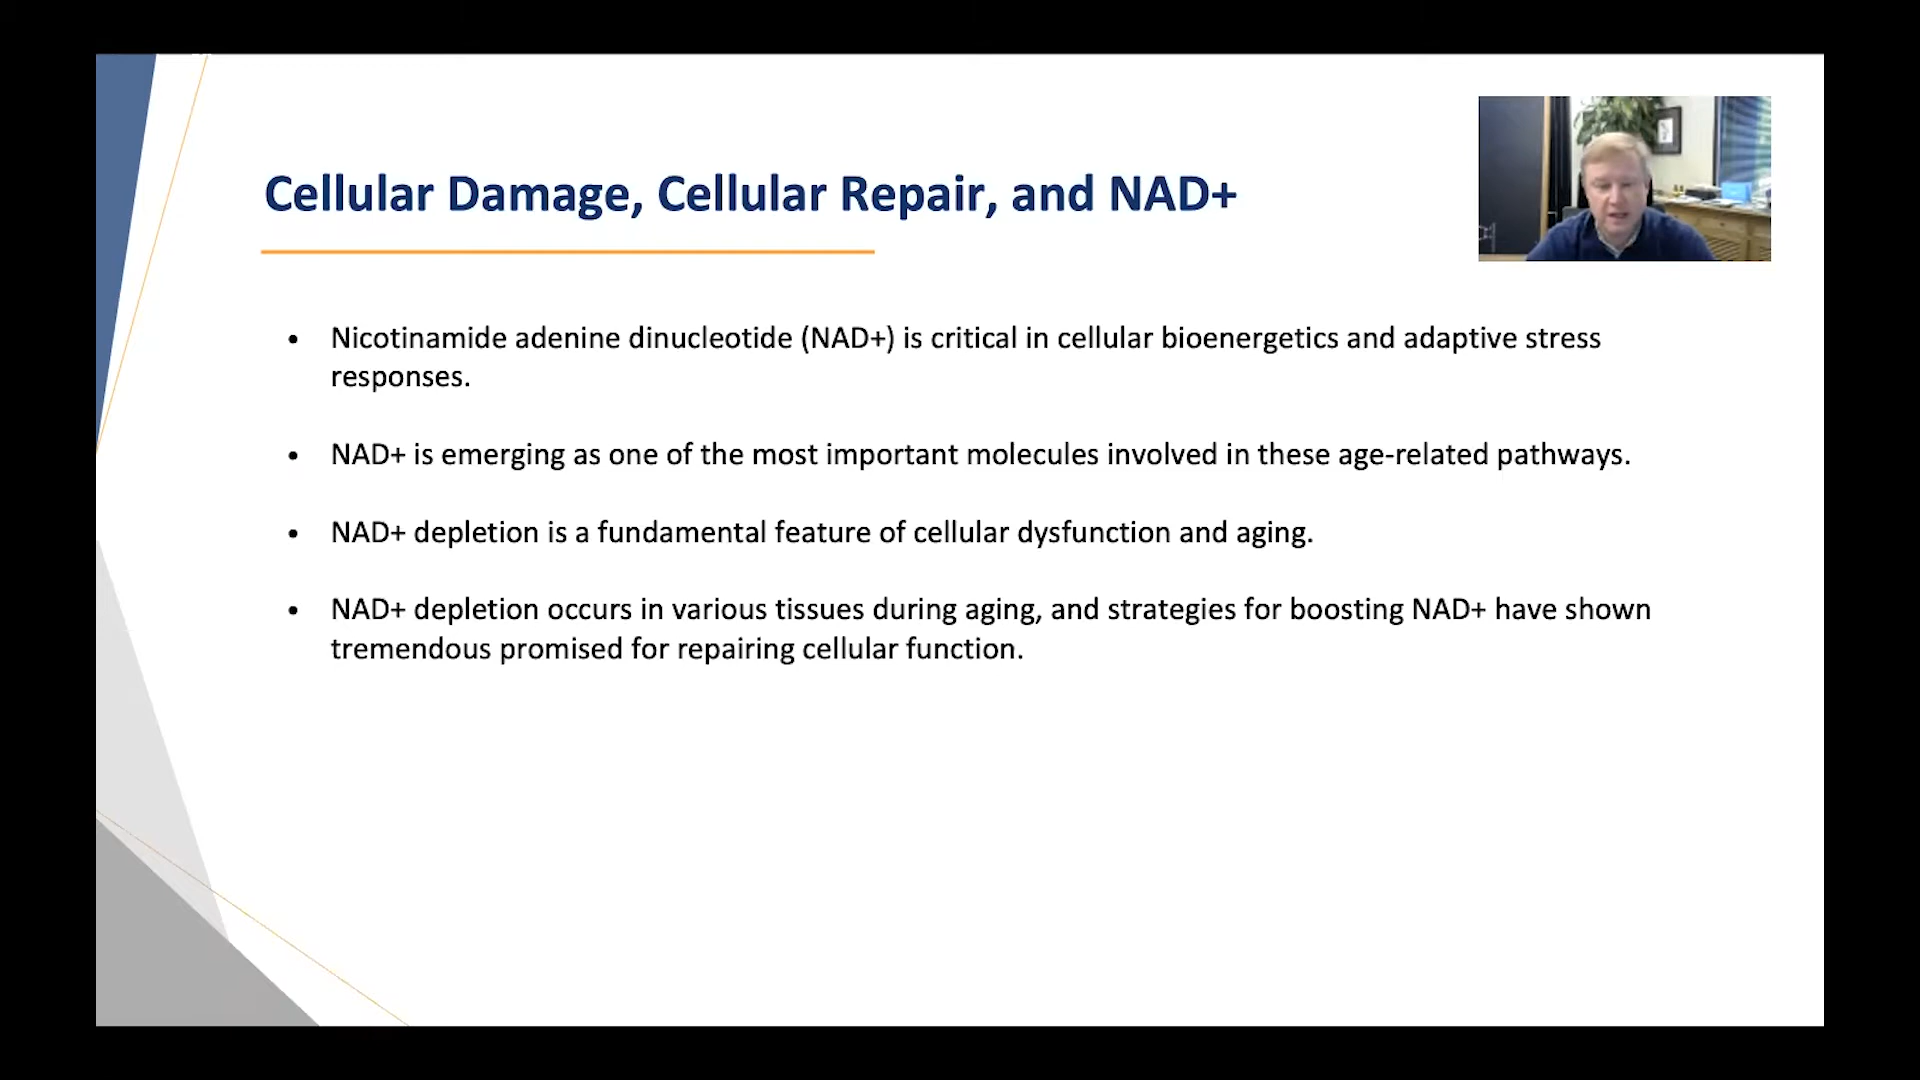 Cellular Damage, Cellular Repair, and NAD+
• Nicotinamide adenine dinucleotide (NAD+) is critical in cellular bioenergetics and adaptive stress
responses.
• NAD+ is emerging as one of the most important molecules involved in these age-related pathways.
• NAD+ depletion is a fundamental feature of cellular dysfunction and aging.
• NAD+ depletion occurs in various tissues during aging, and strategies for boosting NAD+ have shown
tremendous promised for repairing cellular function.